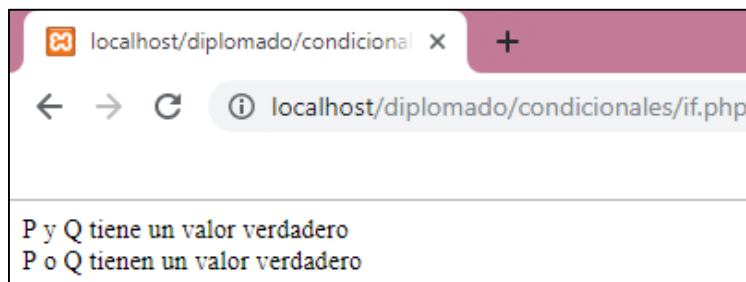 localhost/diplomado/condicional
localhost/diplomado/condicionales/if.php
P y Q tiene un valor verdadero
P o Q tienen un valor verdadero